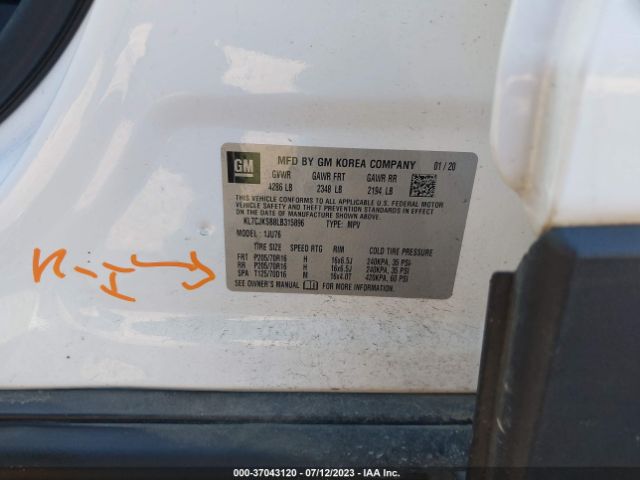 GM
MFD BY GM KOREA COMPANY 01/20
GVWR GAWR FRT GAWR RR
4286 LB 2348 LB 2194 LB
THIS VEHICLE CONFORMS TO ALL APPLICABLE U.S. FEDERAL MOTOR
VEHICLE SAFETY AND THEFT PREVENTION STANDARDS IN EFFECT ON
THE DATE OF MANUFACTURE SHOWN ABOVE.
KL7CJKSB8LB315896 TYPE: MPV
MODEL: 1JU76
TIRE SIZE SPEED RTG RIM COLD TIRE PRESSURE
FRT P205/70R16 H 16x6.5J 240KPA, 35 PSI
RR P205/70R16 H 16x6.5J 240KPA, 35 PSI
SPA T125/70D16 M 16x4.0T 420KPA, 60 PSI
SEE OWNER'S MANUAL FOR MORE INFORMATION.
000-37043120 - 07/12/2023 - IAA Inc.